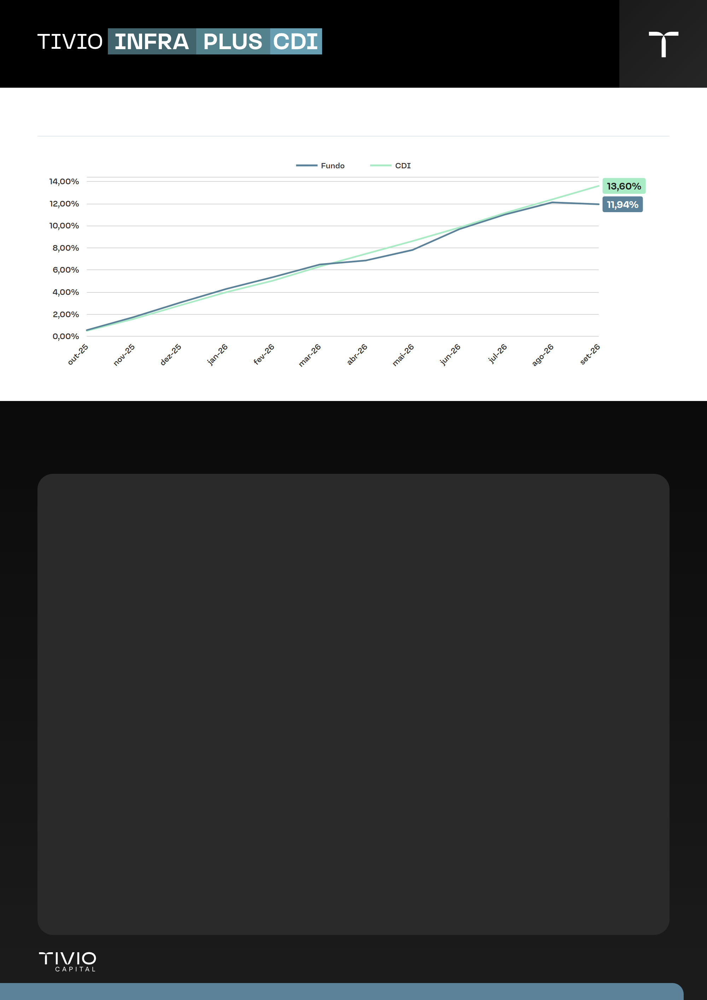 TIVIO INFRA PLUS CDI
Fundo CDI
14,00%
12,00%
10,00%
8,00%
6,00%
4,00%
2,00%
0,00%
13,60%
11,94%
out-25 nov-25 dez-25 jan-26 fev-26 mar-26 abr-26 mai-26 jun-26 jul-26 ago-26 set-26
TIVIO
CAPITAL